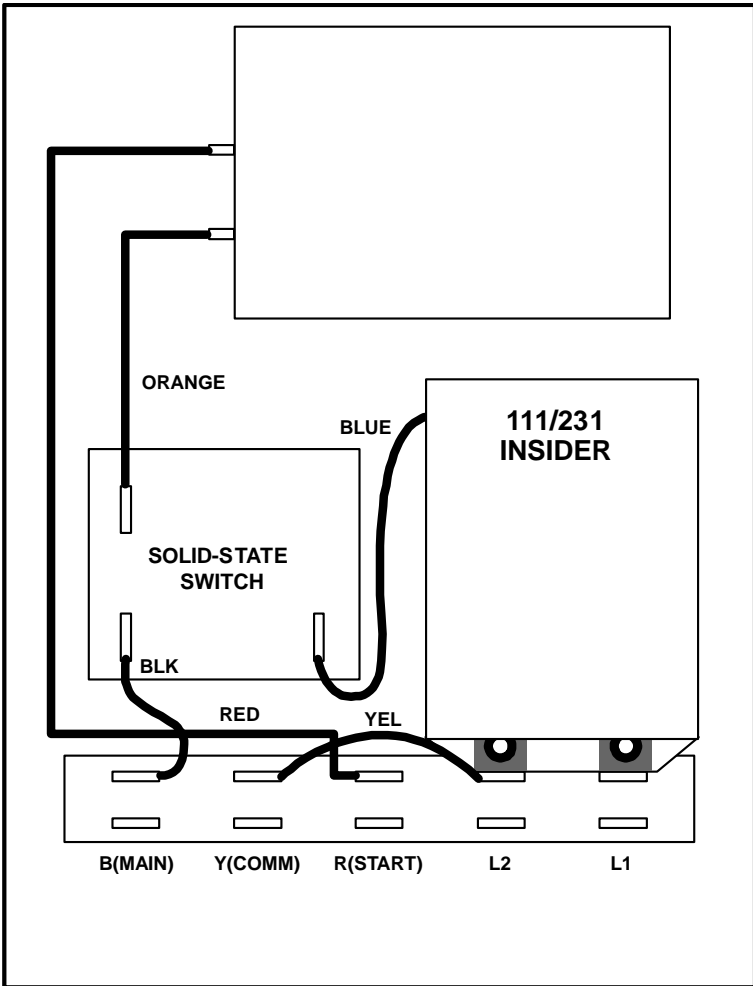 ORANGE
BLUE
111/231
INSIDER
SOLID-STATE
SWITCH
BLK
RED
YEL
B(MAIN)
Y(COMM)
R(START)
L2
L1